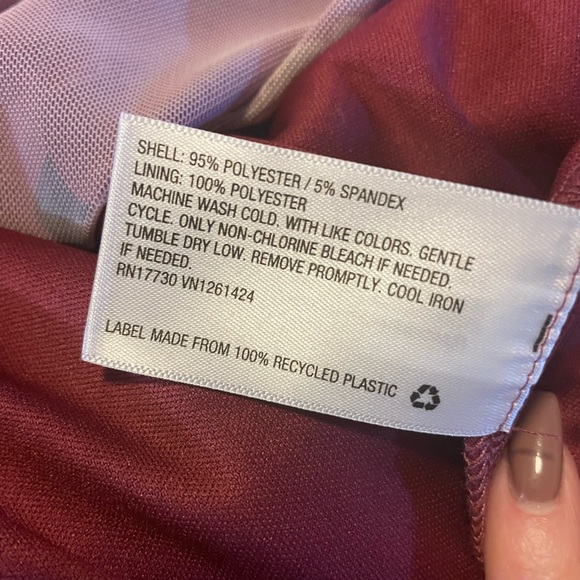 SHELL: 95% POLYESTER / 5% SPANDEX
LINING: 100% POLYESTER
MACHINE WASH COLD. WITH LIKE COLORS. GENTLE
CYCLE. ONLY NON-CHLORINE BLEACH IF NEEDED.
TUMBLE DRY LOW. REMOVE PROMPTLY. COOL IRON
IF NEEDED.
RN17730 VN1261424
LABEL MADE FROM 100% RECYCLED PLASTIC